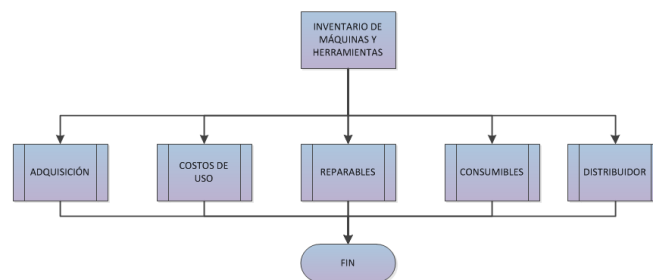 INVENTARIO DE
MÁQUINAS Y
HERRAMIENTAS
ADQUISICIÓN
COSTOS DE
USO
REPARABLES
CONSUMIBLES
DISTRIBUIDOR
FIN